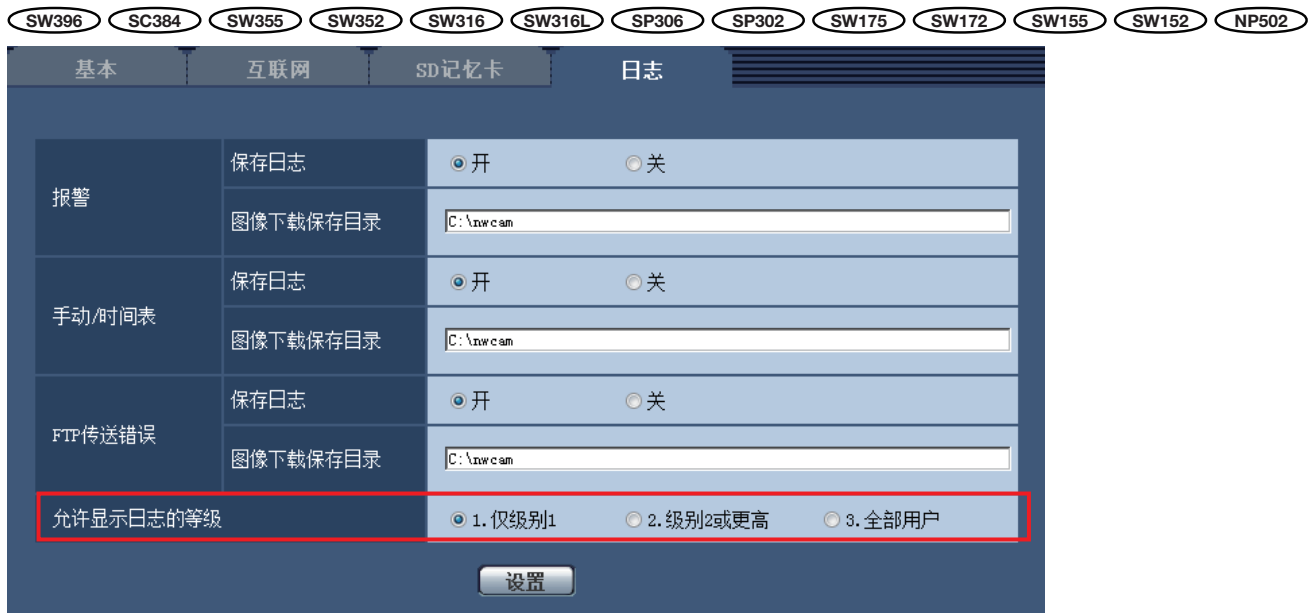 SW396 SC384 SW355 SW352 SW316 SW316L SP306 SP302 SW175 SW172 SW155 SW152 NP502
基本 互联网 SD记忆卡 日志
报警
保存日志 开 关
图像下载保存目录 C:\nwcam
手动/时间表
保存日志 开 关
图像下载保存目录 C:\nwcam
FTP传送错误
保存日志 开 关
图像下载保存目录 C:\nwcam
允许显示日志的等级 1.仅级别1 2.级别2或更高 3.全部用户
设置